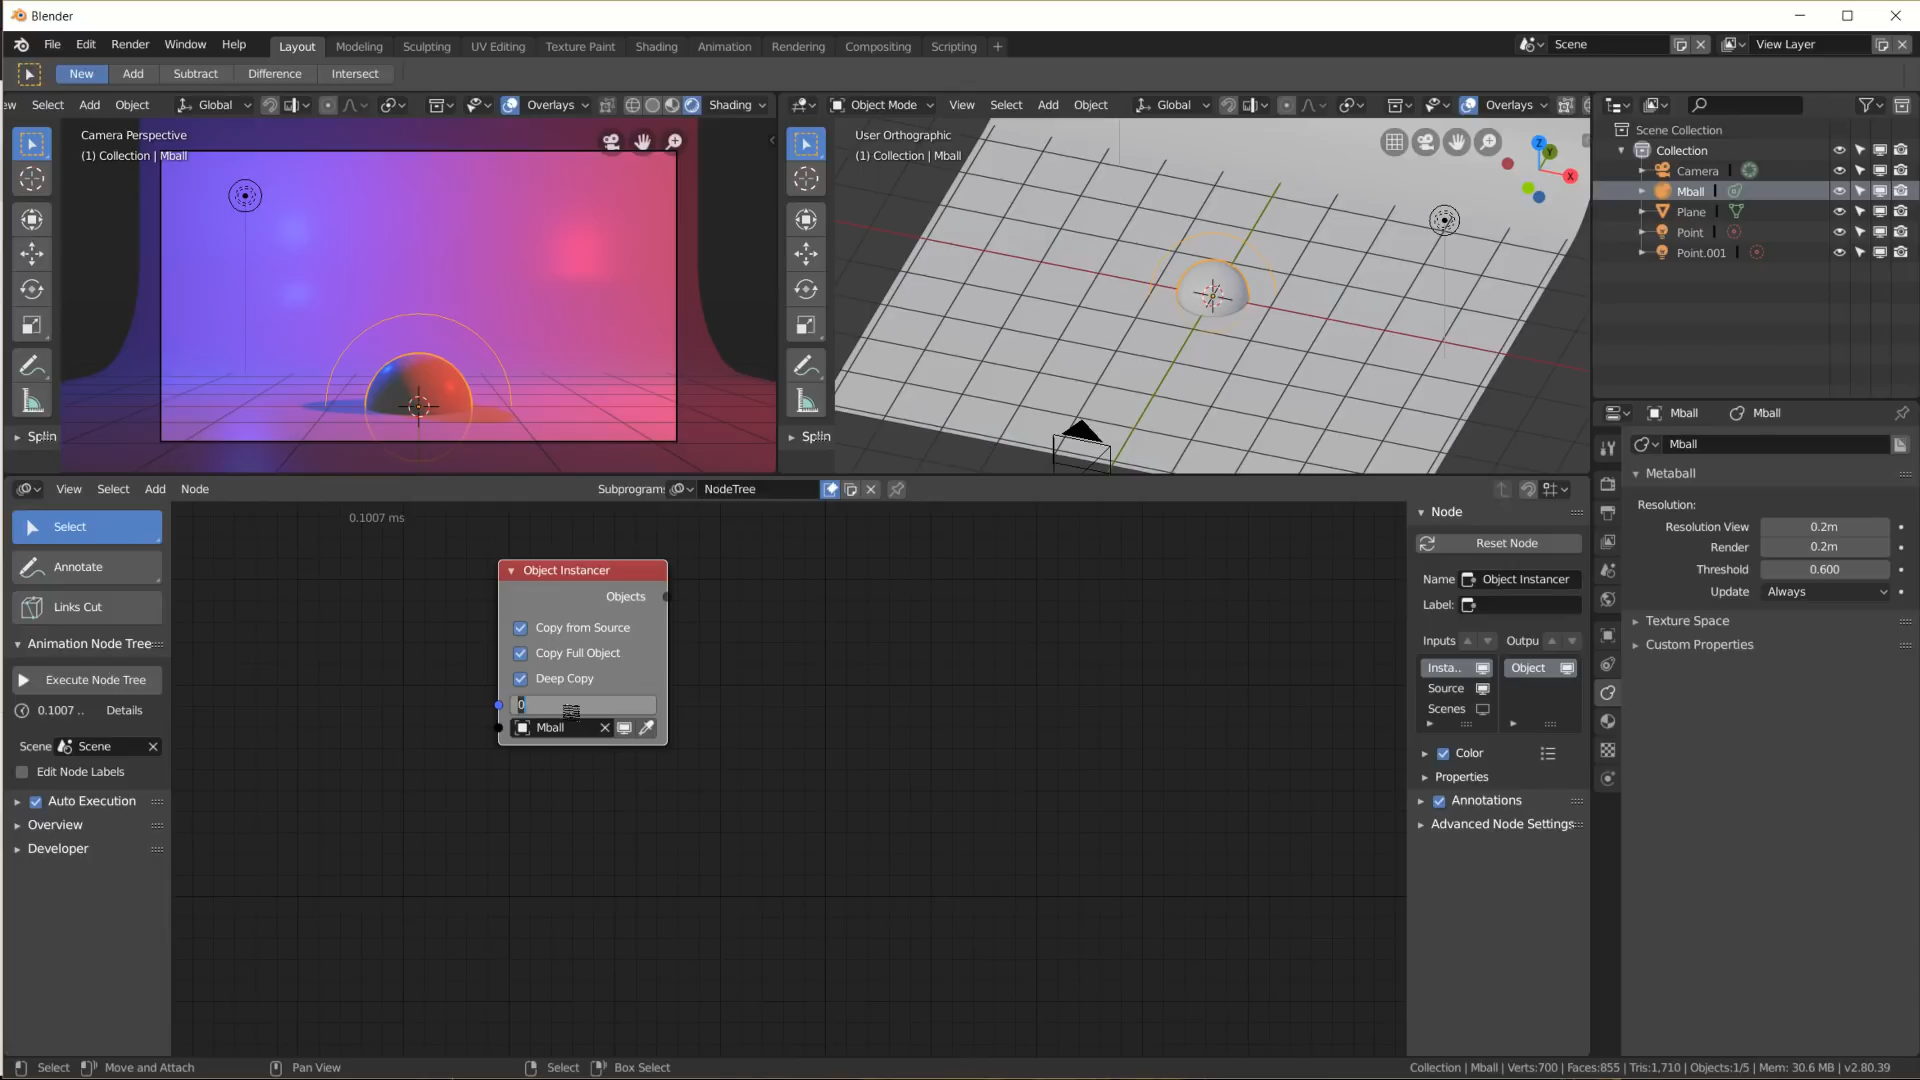 Blender
File Edit Render Window Help Layout Modeling Sculpting UV Editing Texture Paint Shading Animation Rendering Compositing Scripting + Scene View Layer
New Add Subtract Difference Intersect
ew Select Add Object Global Overlays Shading
Object Mode View Select Add Object Global Overlays
Camera Perspective
(1) Collection | Mball
User Orthographic
(1) Collection | Mball
Z
Y
X
Splin
Splin
Scene Collection
Collection
Camera
Mball
Plane
Point
Point.001
View Select Add Node Subprogram: NodeTree
Select
Annotate
Links Cut
Animation Node Tree
Execute Node Tree
0.1007 .. Details
Scene Scene
Edit Node Labels
Auto Execution
Overview
Developer
0.1007 ms
Object Instancer
Objects
Copy from Source
Copy Full Object
Deep Copy
0
Mball
Node
Reset Node
Name Object Instancer
Label:
Inputs Outpu
Insta.. Object
Source
Scenes
Color
Properties
Annotations
Advanced Node Settings
Mball Mball
Mball
Metaball
Resolution:
Resolution View 0.2m
Render 0.2m
Threshold 0.600
Update Always
Texture Space
Custom Properties
Select Move and Attach Pan View Select Box Select Collection | Mball | Verts:700 | Faces:855 | Tris:1,710 | Objects:1/5 | Mem: 30.6 MB | v2.80.39